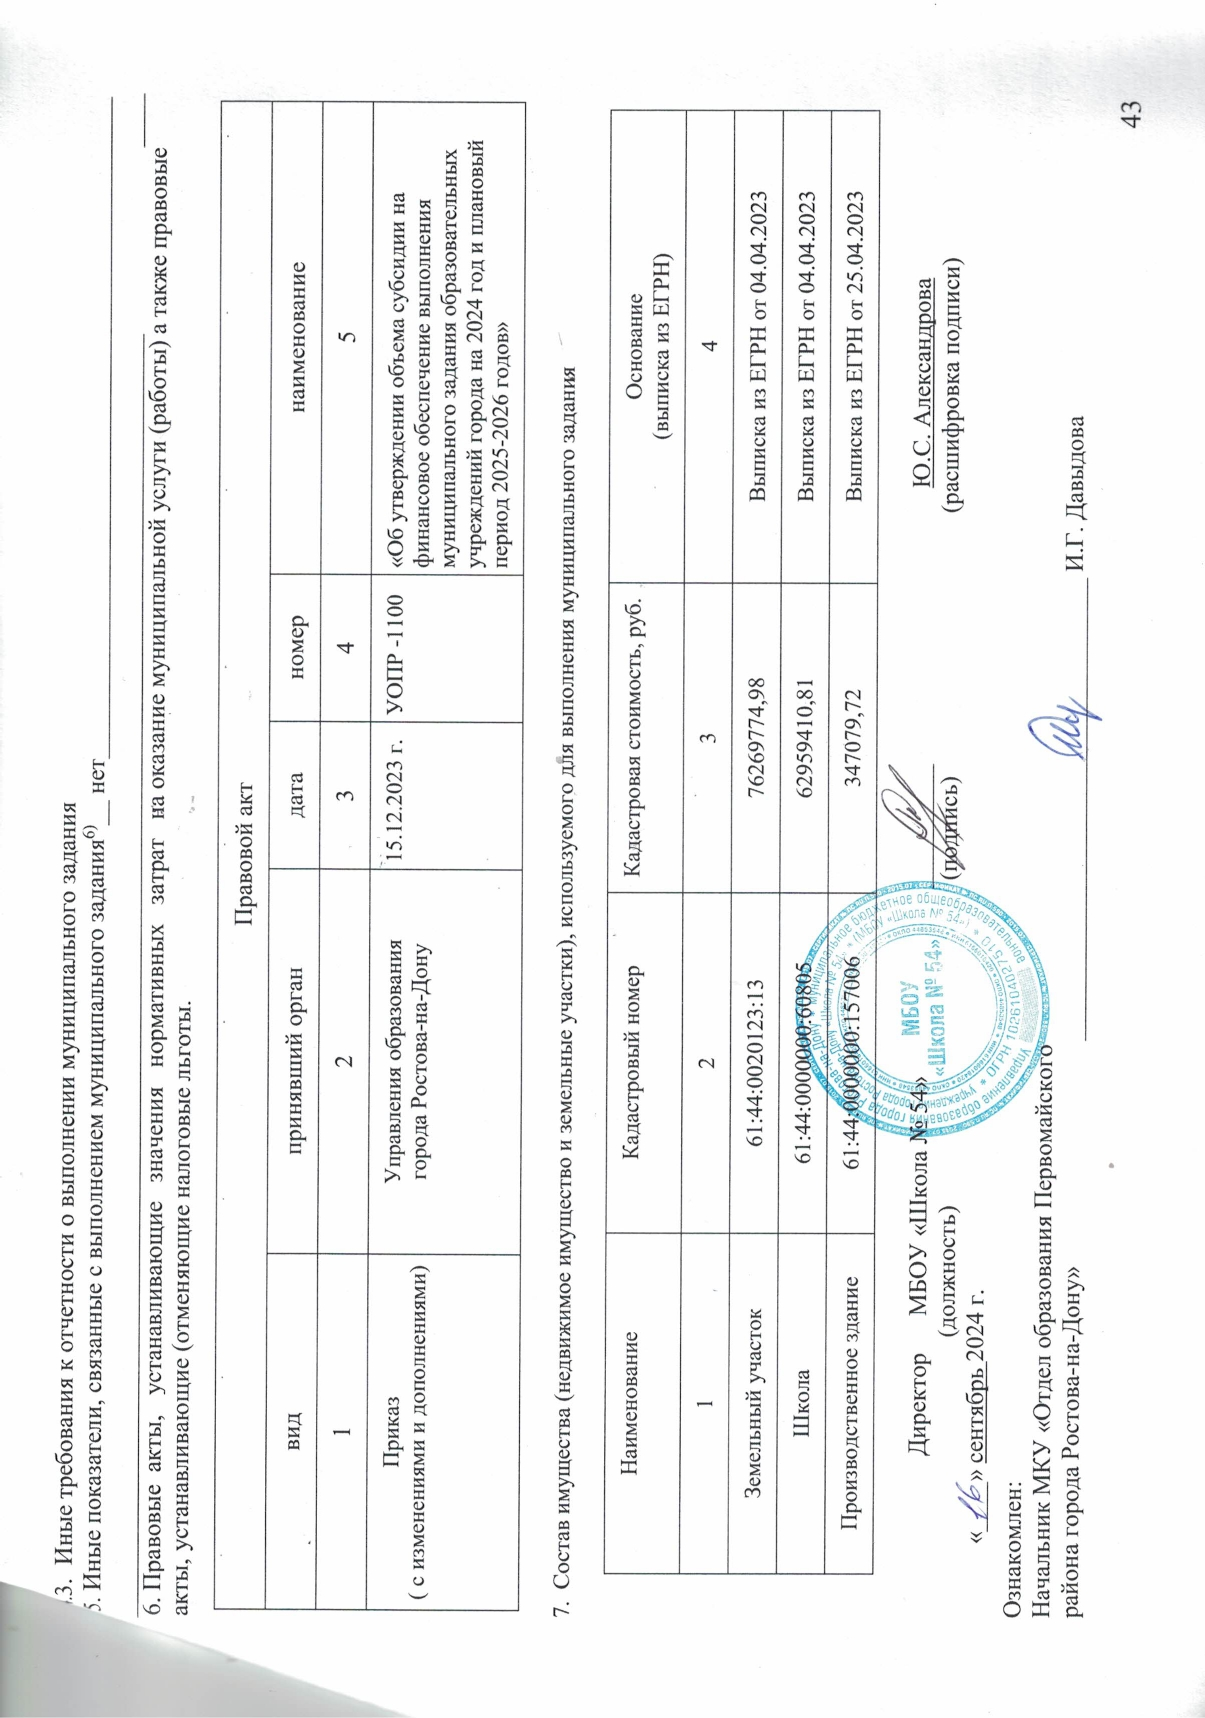 .3. Иные требования к отчетности о выполнении муниципального задания
5. Иные показатели, связанные с выполнением муниципального задания6)___ нет
6. Правовые акты, устанавливающие значения нормативных затрат на оказание муниципальной услуги (работы) а также правовые
акты, устанавливающие (отменяющие налоговые льготы.
Правовой акт
вид принявший орган дата номер наименование
1 2 3 4 5
Приказ
( с изменениями и дополнениями)
Управления образования
города Ростова-на-Дону
15.12.2023 г.
УОПР -1100
«Об утверждении объема субсидии на
финансовое обеспечение выполнения
муниципального задания образовательных
учреждений города на 2024 год и плановый
период 2025-2026 годов»
7. Состав имущества (недвижимое имущество и земельные участки), используемого для выполнения муниципального задания
Наименование Кадастровый номер Кадастровая стоимость, руб. Основание
(выписка из ЕГРН)
1 2 3 4
Земельный участок 61:44:0020123:13 76269774,98 Выписка из ЕГРН от 04.04.2023
Школа 61:44:0000000:60805 62959410,81 Выписка из ЕГРН от 04.04.2023
Производственное здание 61:44:0000000:157006 347079,72 Выписка из ЕГРН от 25.04.2023
Директор МБОУ «Школа № 54» Ю.С. Александрова
(должность) (подпись) (расшифровка подписи)
«16» сентябрь 2024 г.
МБОУ
«Школа № 54»
Ознакомлен:
Начальник МКУ «Отдел образования Первомайского
района города Ростова-на-Дону» И.Г. Давыдова
43